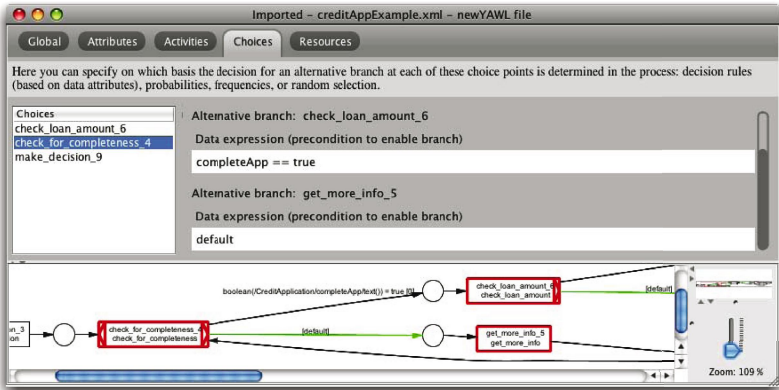 Imported – creditAppExample.xml – newYAWL file
Global Attributes Activities Choices Resources
Here you can specify on which basis the decision for an alternative branch at each of these choice points is determined in the process: decision rules
(based on data attributes), probabilities, frequencies, or random selection.
Choices
check_loan_amount_6
check_for_completeness_4
make_decision_9
Alternative branch: check_loan_amount_6
Data expression (precondition to enable branch)
completeApp == true
Alternative branch: get_more_info_5
Data expression (precondition to enable branch)
default
boolean(/CreditApplication/completeApp/text()) = true [0]
check_loan_amount_6
check_loan_amount
[default]
n_3
on
check_for_completeness_4
check_for_completeness
[default]
get_more_info_5
get_more_info
Zoom: 109 %